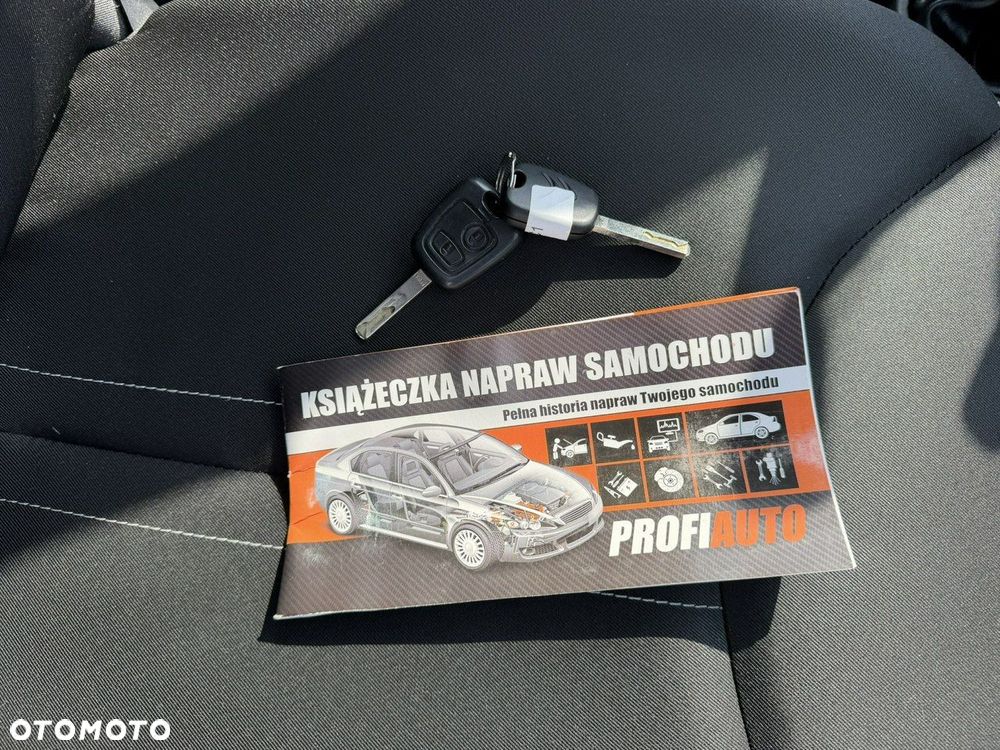 KSIĄŻECZKA NAPRAW SAMOCHODU
Pełna historia napraw Twojego samochodu
PROFIAUTO
OTOMOTO